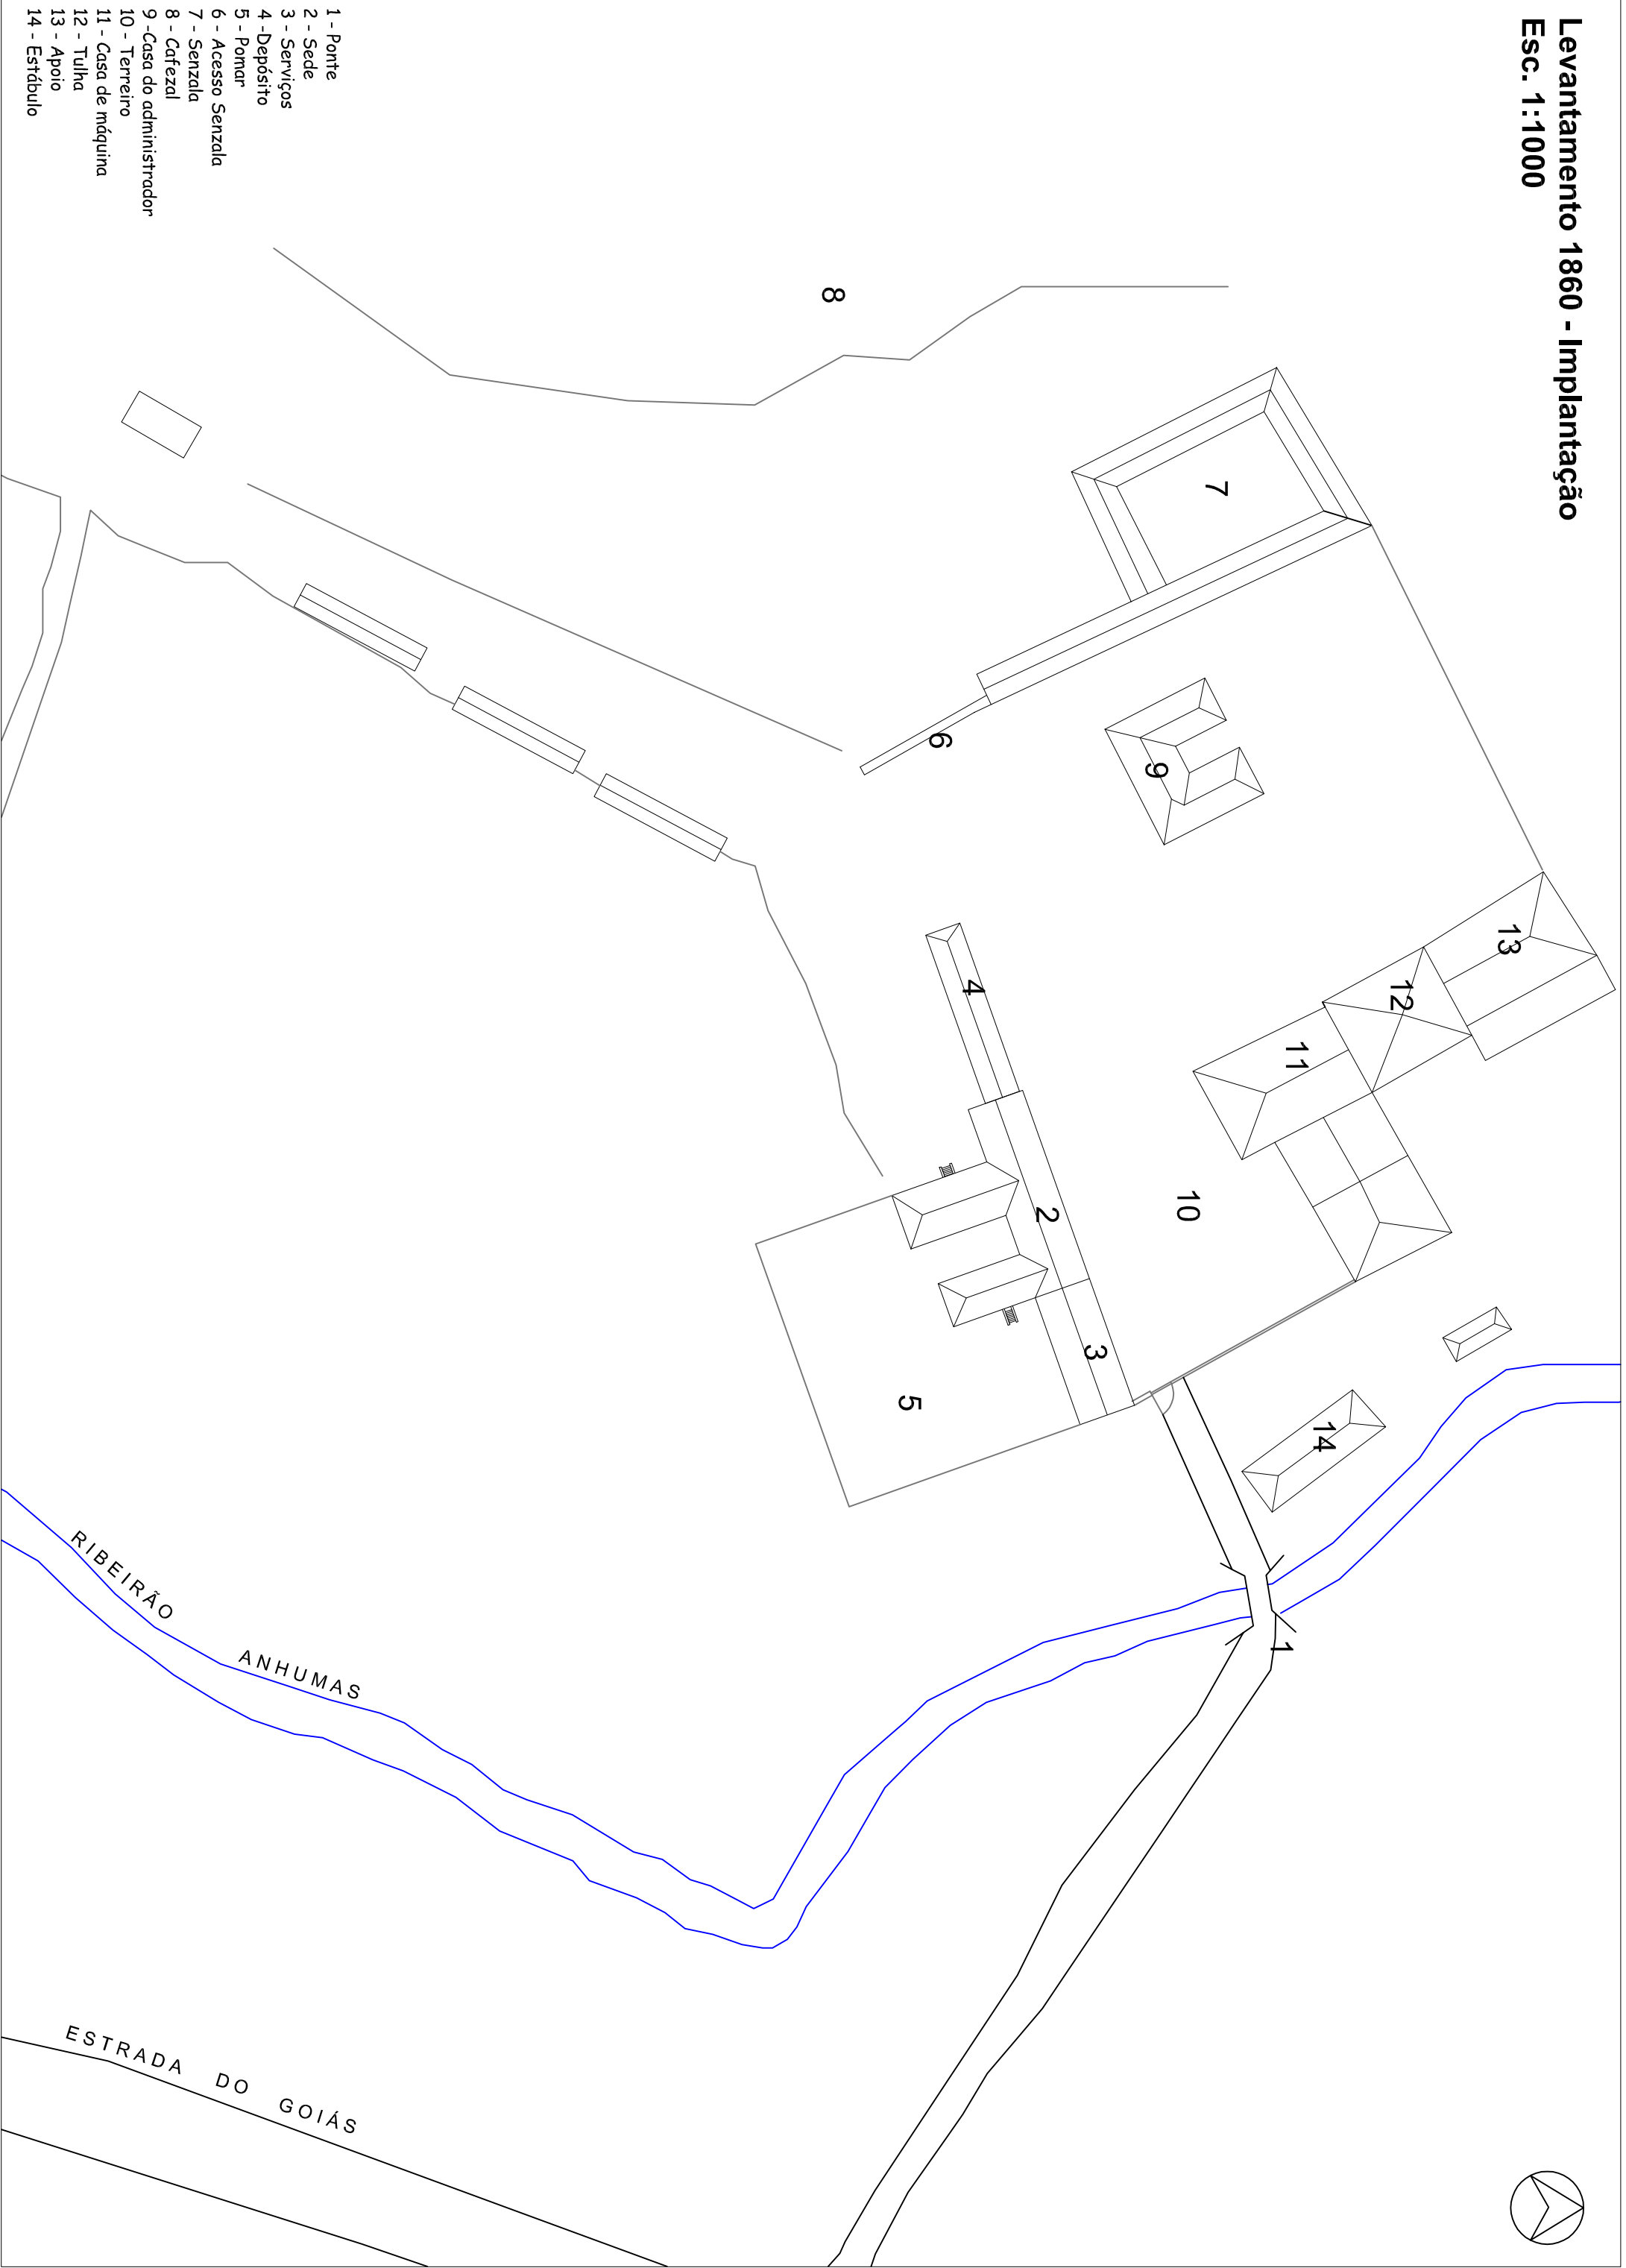 Levantamento 1860 - Implantação
Esc. 1:1000
8
7
6
9
13
12
11
4
10
2
3
5
14
1
RIBEIRÃO ANHUMAS
ESTRADA DO GOIÁS
1 - Ponte
2 - Sede
3 - Serviços
4 -Depósito
5 - Pomar
6 - Acesso Senzala
7 - Senzala
8 - Cafezal
9 -Casa do administrador
10 - Terreiro
11 - Casa de máquina
12 - Tulha
13 - Apoio
14 - Estábulo